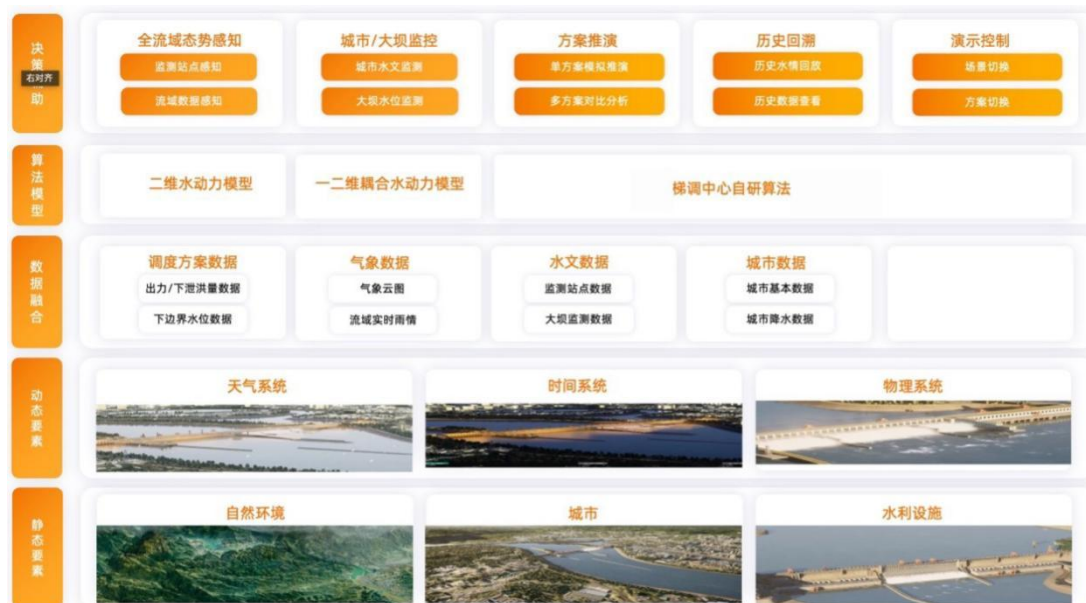 决
策
右对齐
助
全流域态势感知
监测站点感知
流域数据感知
城市/大坝监控
城市水文监测
大坝水位监测
方案推演
单方案模拟推演
多方案对比分析
历史回溯
历史水情回放
历史数据查看
演示控制
场景切换
方案切换
算
法
模
型
二维水动力模型
一二维耦合水动力模型
梯调中心自研算法
数
据
融
合
调度方案数据
出力/下泄洪量数据
下边界水位数据
气象数据
气象云图
流域实时雨情
水文数据
监测站点数据
大坝监测数据
城市数据
城市基本数据
城市降水数据
动
态
要
素
天气系统
时间系统
物理系统
静
态
要
素
自然环境
城市
水利设施